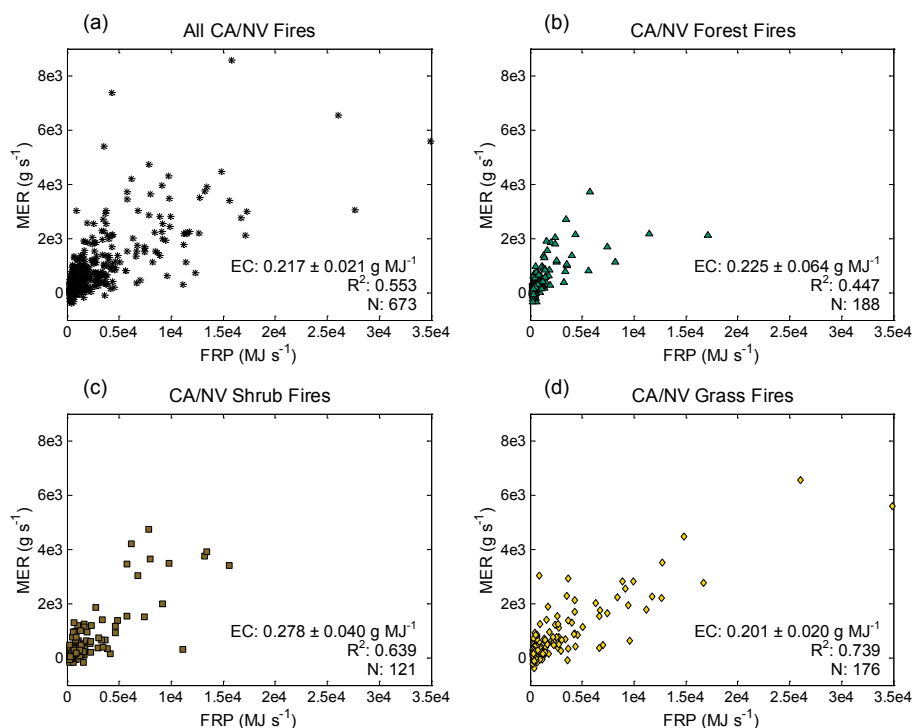 (a)
All CA/NV Fires
8e3
6e3
4e3
2e3
0
MER (g s⁻¹)
EC: 0.217 ± 0.021 g MJ⁻¹
R²: 0.553
N: 673
0 0.5e4 1e4 1.5e4 2e4 2.5e4 3e4 3.5e4
FRP (MJ s⁻¹)
(b)
CA/NV Forest Fires
8e3
6e3
4e3
2e3
0
MER (g s⁻¹)
EC: 0.225 ± 0.064 g MJ⁻¹
R²: 0.447
N: 188
0 0.5e4 1e4 1.5e4 2e4 2.5e4 3e4 3.5e4
FRP (MJ s⁻¹)
(c)
CA/NV Shrub Fires
8e3
6e3
4e3
2e3
0
MER (g s⁻¹)
EC: 0.278 ± 0.040 g MJ⁻¹
R²: 0.639
N: 121
0 0.5e4 1e4 1.5e4 2e4 2.5e4 3e4 3.5e4
FRP (MJ s⁻¹)
(d)
CA/NV Grass Fires
8e3
6e3
4e3
2e3
0
MER (g s⁻¹)
EC: 0.201 ± 0.020 g MJ⁻¹
R²: 0.739
N: 176
0 0.5e4 1e4 1.5e4 2e4 2.5e4 3e4 3.5e4
FRP (MJ s⁻¹)